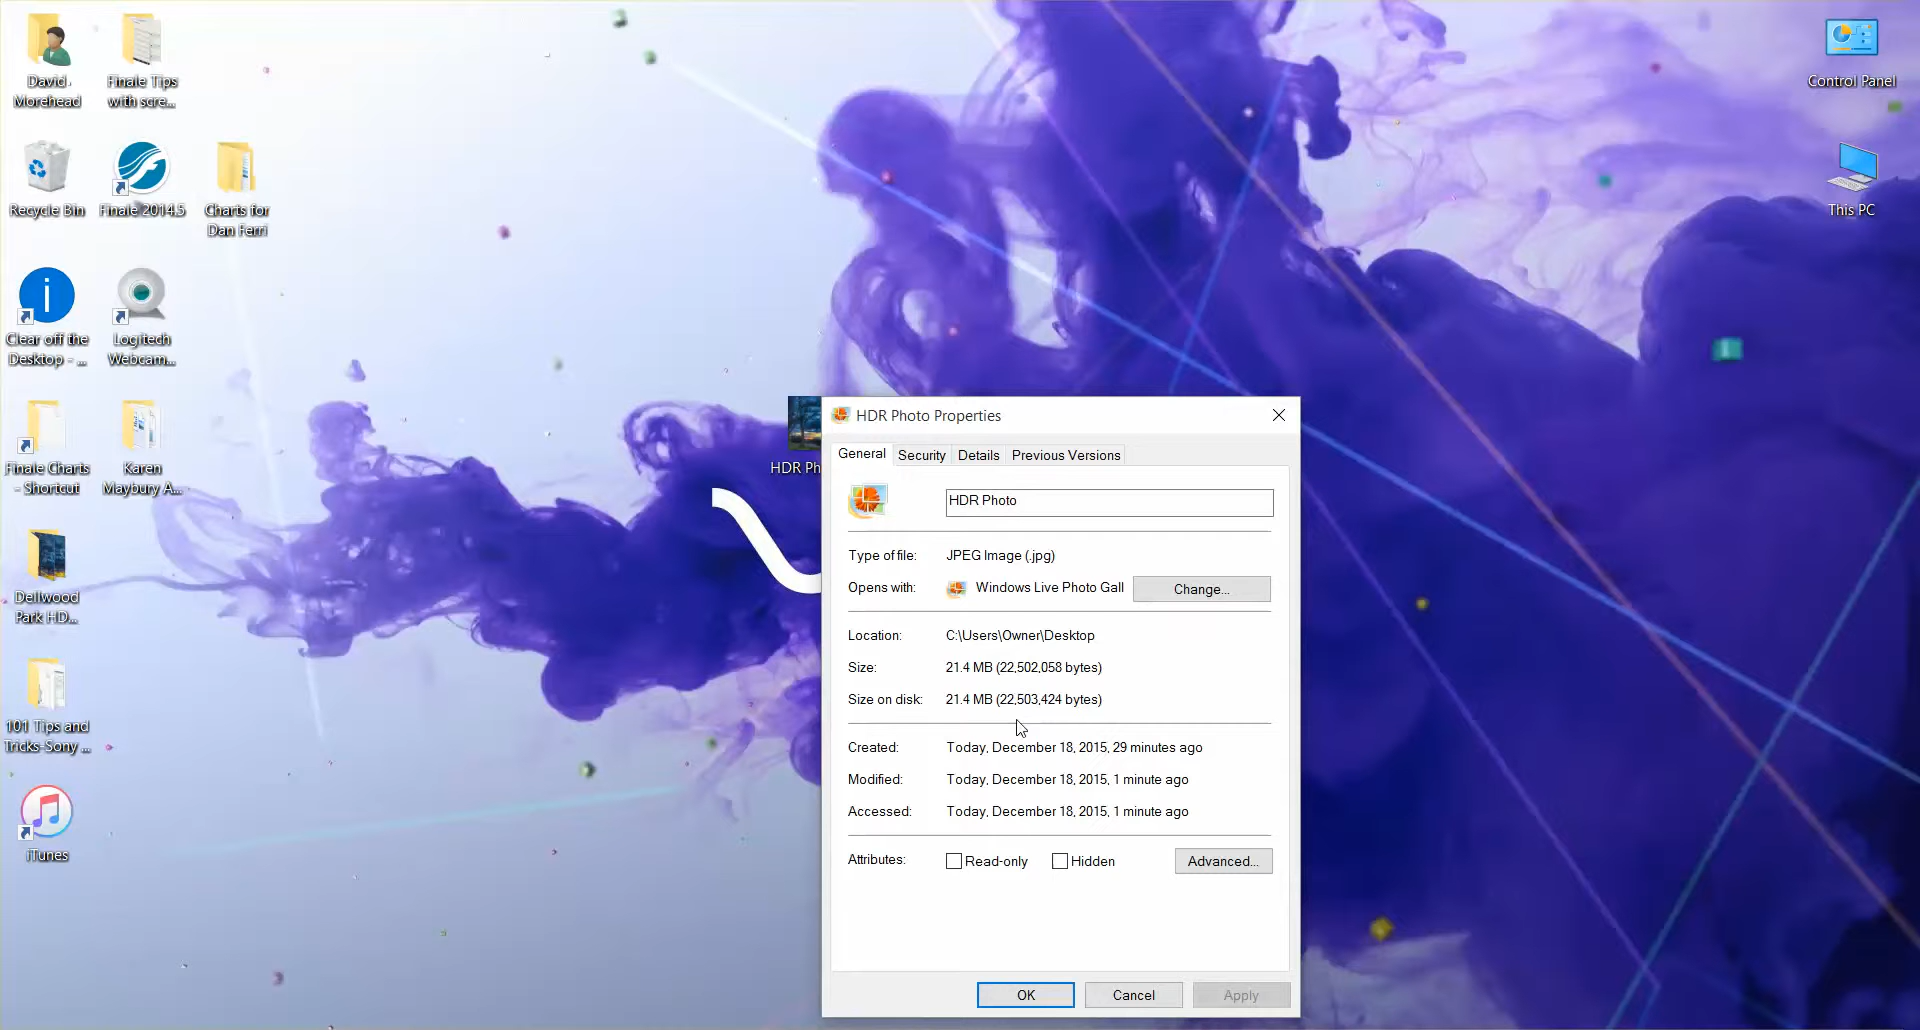 David
Morehead
Finale Tips
with scre...
Control Panel
Recycle Bin
Finale 2014.5
Charts for
Dan Ferri
This PC
Clear off the
Desktop - ...
Logitech
Webcam...
Finale Charts
- Shortcut
Karen
Maybury A...
Dellwood
Park HD...
101 Tips and
Tricks-Sony ...
iTunes
HDR Ph
HDR Photo Properties
General Security Details Previous Versions
HDR Photo
Type of file: JPEG Image (.jpg)
Opens with: Windows Live Photo Gall Change...
Location: C:\Users\Owner\Desktop
Size: 21.4 MB (22,502,058 bytes)
Size on disk: 21.4 MB (22,503,424 bytes)
Created: Today, December 18, 2015, 29 minutes ago
Modified: Today, December 18, 2015, 1 minute ago
Accessed: Today, December 18, 2015, 1 minute ago
Attributes: Read-only Hidden Advanced...
OK Cancel Apply